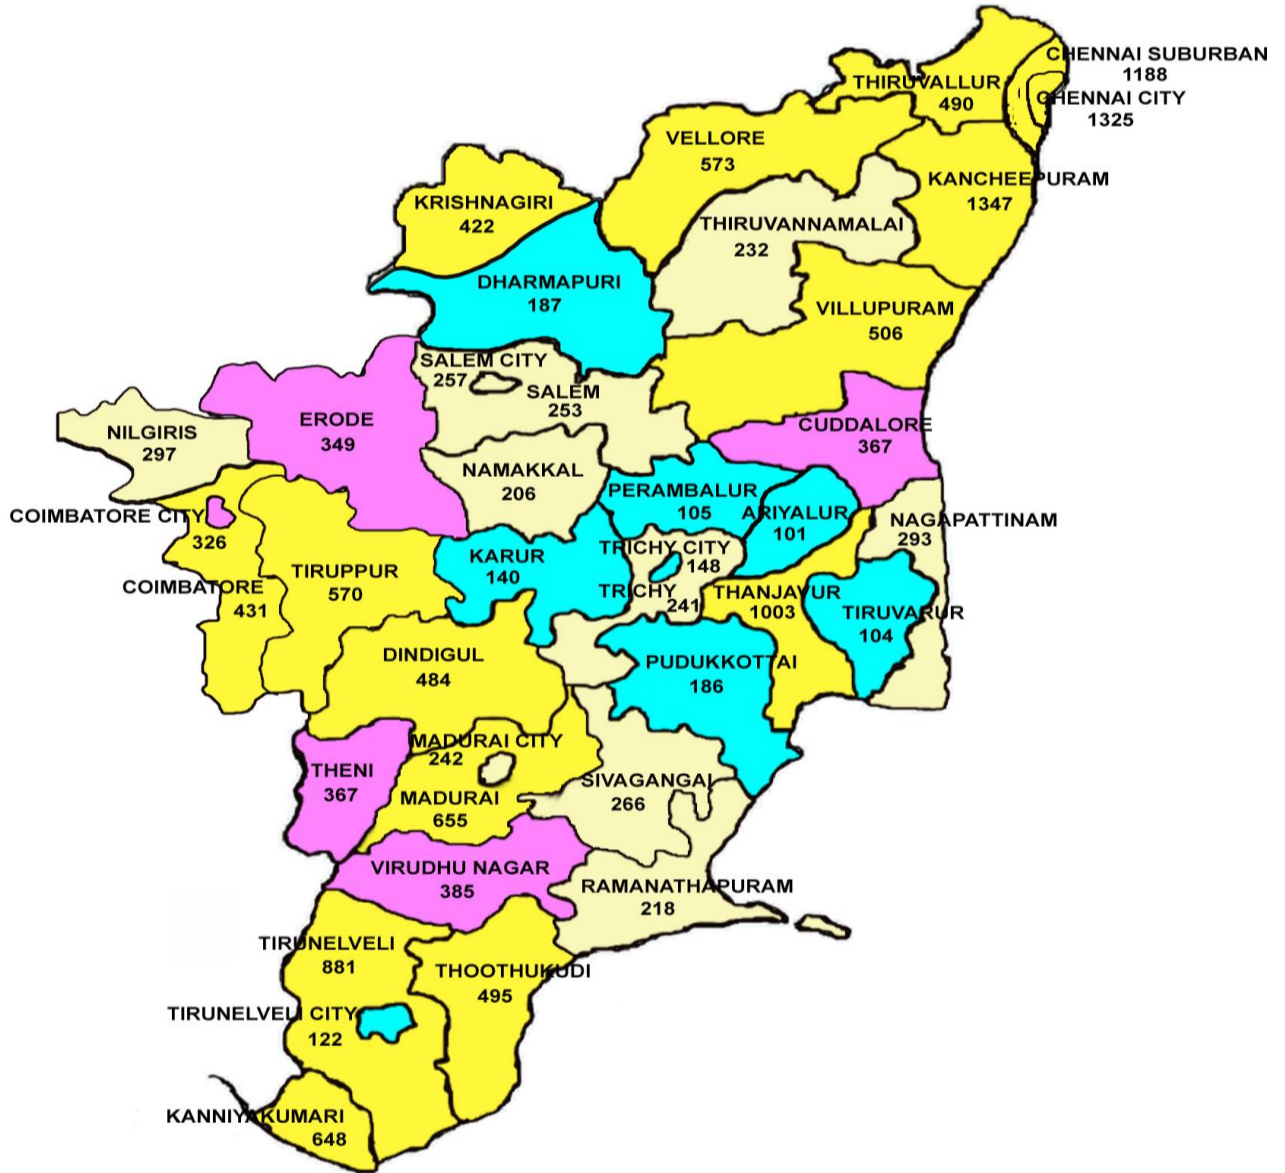 CHENNAI SUBURBAN
1188
THIRUVALLUR
490
CHENNAI CITY
1325
VELLORE
573
KANCHEEPURAM
1347
KRISHNAGIRI
422
THIRUVANNAMALAI
232
DHARMAPURI
187
VILLUPURAM
506
SALEM CITY
257
SALEM
253
ERODE
349
CUDDALORE
367
NILGIRIS
297
NAMAKKAL
206
PERAMBALUR
105
ARIYALUR
101
COIMBATORE CITY
326
NAGAPATTINAM
293
TRICHY CITY
148
KARUR
140
TIRUPPUR
570
COIMBATORE
431
TRICHY
241
THANJAVUR
1003
TIRUVARUR
104
DINDIGUL
484
PUDUKKOTTAI
186
MADURAI CITY
242
THENI
367
SIVAGANGAI
266
MADURAI
655
VIRUDHU NAGAR
385
RAMANATHAPURAM
218
TIRUNELVELI
881
THOOTHUKUDI
495
TIRUNELVELI CITY
122
KANNIYAKUMARI
648